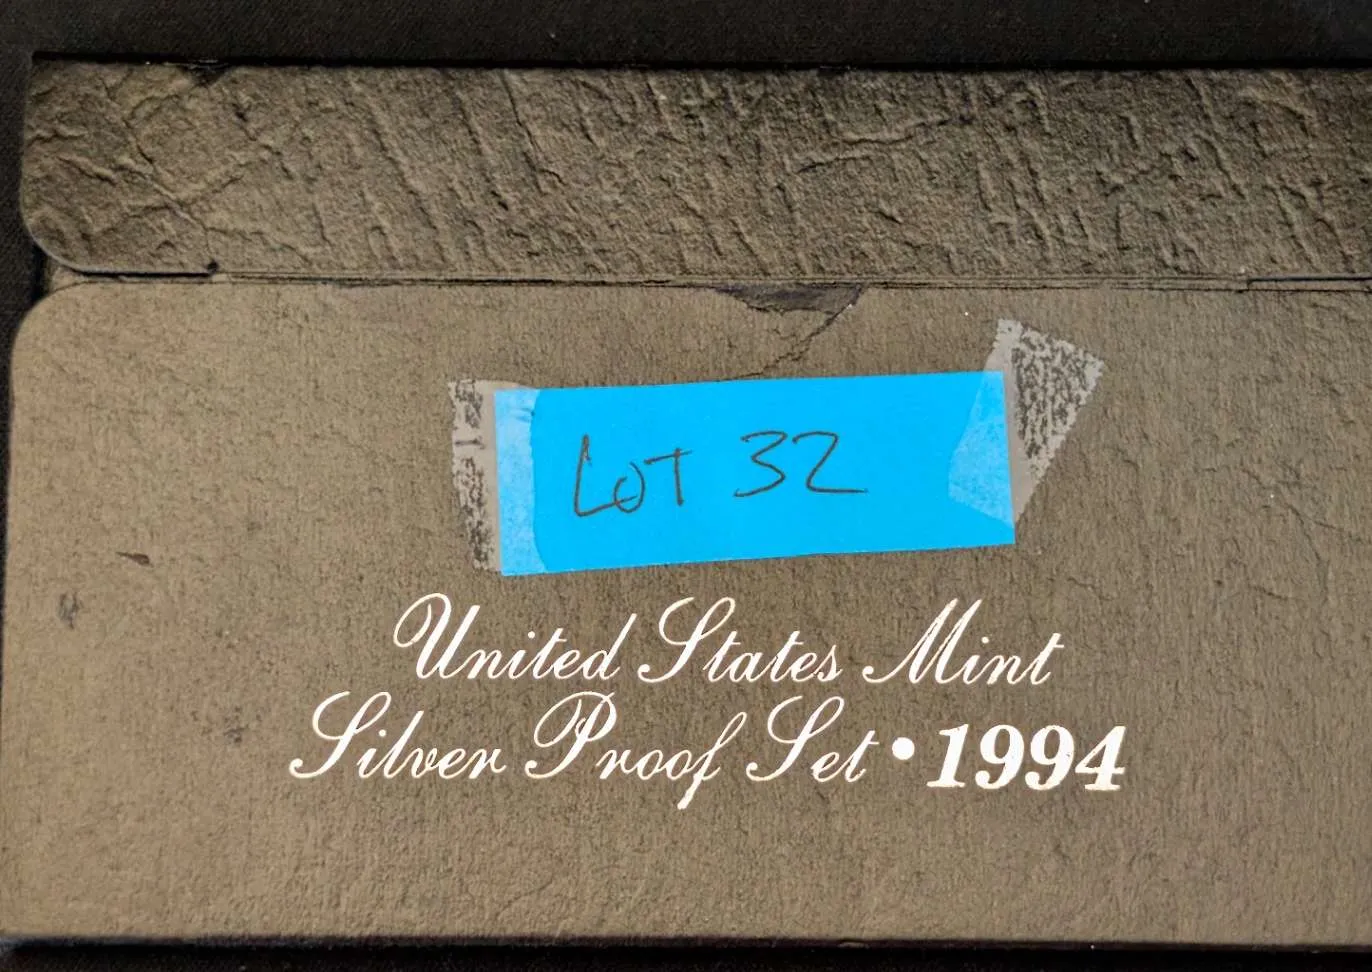 LOT 32
United States Mint
Silver Proof Set • 1994